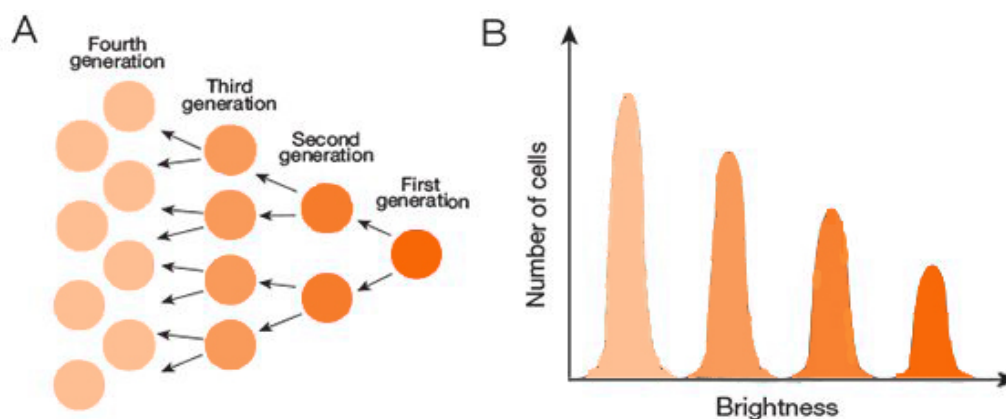 A
Fourth
generation
Third
generation
Second
generation
First
generation
B
Number of cells
Brightness